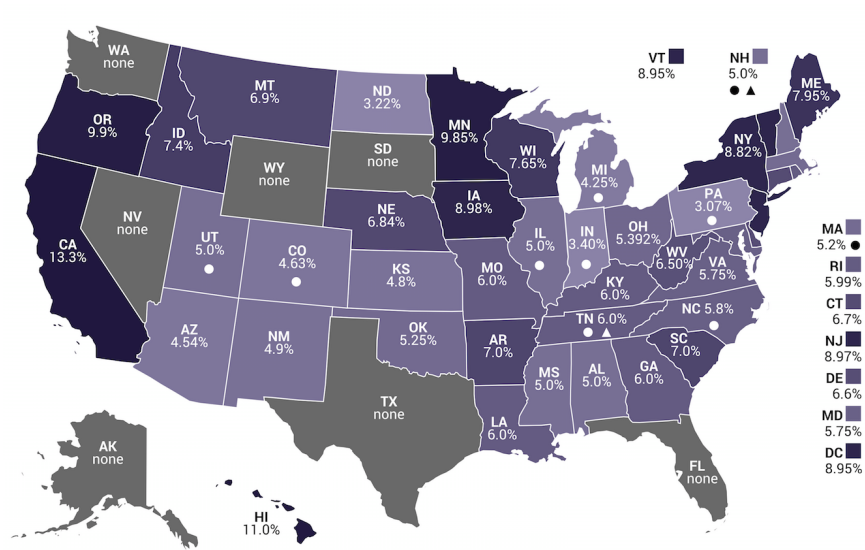 VT
8.95%
NH
5.0%
WA
none
MT
6.9%
ND
3.22%
ME
7.95%
OR
9.9%
ID
7.4%
MN
9.85%
WI
7.65%
NY
8.82%
SD
none
WY
none
MI
4.25%
IA
8.98%
PA
3.07%
NV
none
NE
6.84%
UT
5.0%
CO
4.63%
IL
5.0%
IN
3.40%
OH
5.392%
WV
6.50%
VA
5.75%
CA
13.3%
KS
4.8%
MO
6.0%
KY
6.0%
NC 5.8%
TN 6.0%
AZ
4.54%
NM
4.9%
OK
5.25%
AR
7.0%
SC
7.0%
MS
5.0%
AL
5.0%
GA
6.0%
TX
none
LA
6.0%
AK
none
FL
none
HI
11.0%
MA
5.2%
RI
5.99%
CT
6.7%
NJ
8.97%
DE
6.6%
MD
5.75%
DC
8.95%